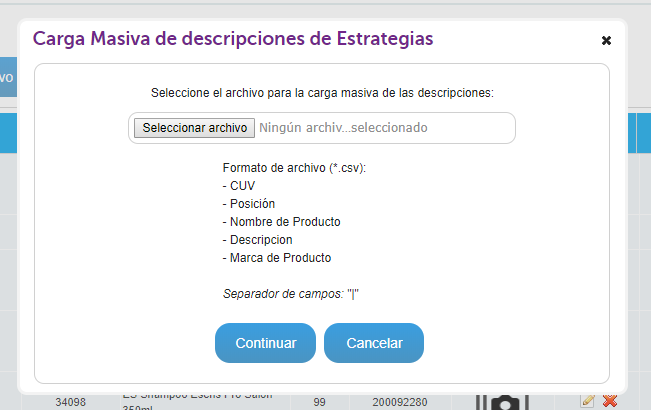 Carga Masiva de descripciones de Estrategias
vo
Seleccione el archivo para la carga masiva de las descripciones:
Seleccionar archivo Ningún archiv...seleccionado
Formato de archivo (*.csv):
- CUV
- Posición
- Nombre de Producto
- Descripcion
- Marca de Producto
Separador de campos: "|"
Continuar Cancelar
34098 99 200092280